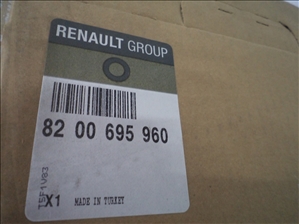 RENAULT GROUP
82 00 695 960
X1 MADE IN TURKEY